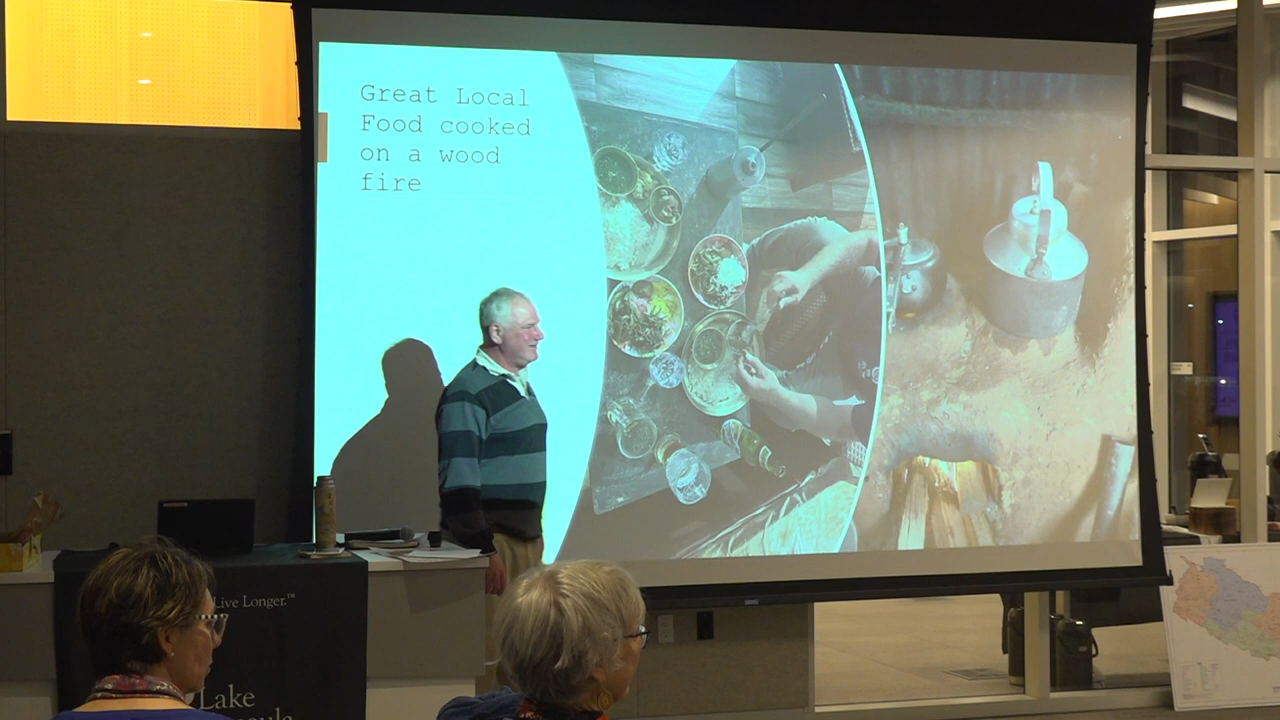 Great Local
Food cooked
on a wood
fire
Live Longer.™
Lake